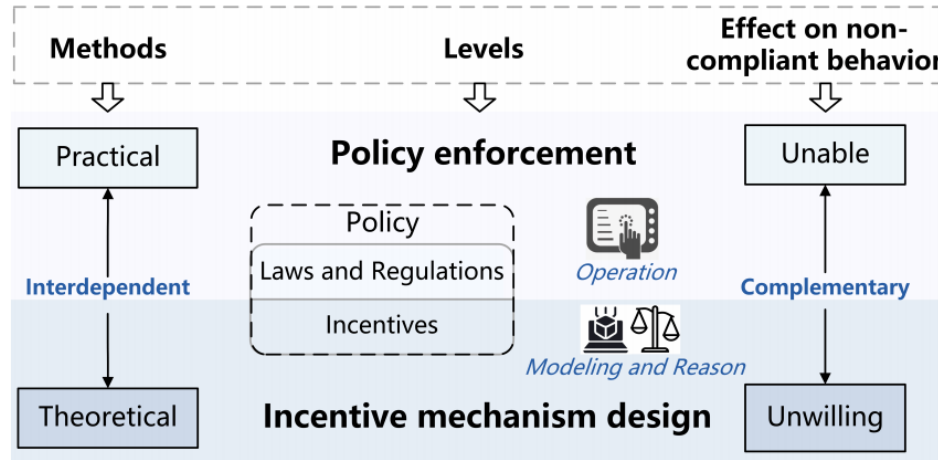 Methods
Levels
Effect on non-
compliant behavior
Practical
Policy enforcement
Unable
Policy
Laws and Regulations
Operation
Interdependent
Complementary
Incentives
Modeling and Reason
Theoretical
Incentive mechanism design
Unwilling